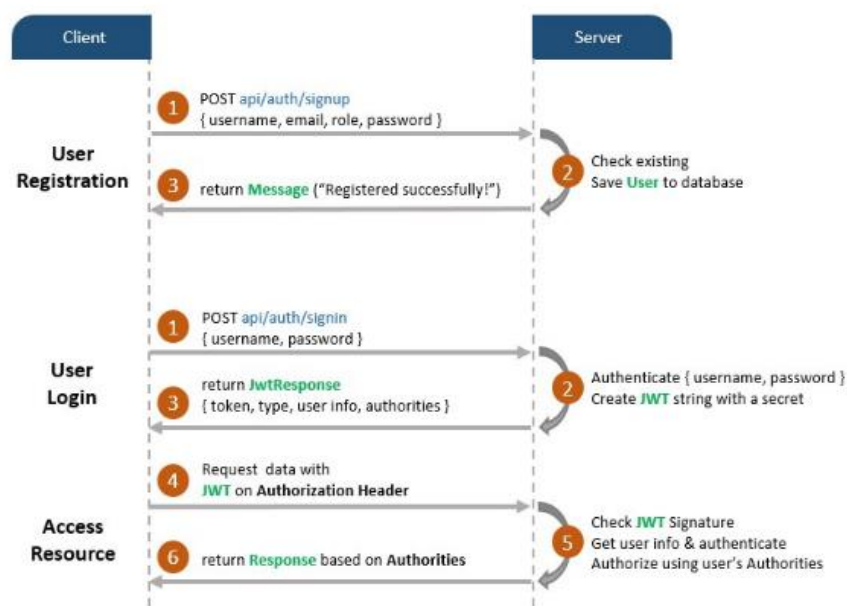 Client
Server
1
POST api/auth/signup
{ username, email, role, password }
User
Registration
2
Check existing
Save User to database
3
return Message (“Registered successfully!”)
1
POST api/auth/signin
{ username, password }
User
Login
2
Authenticate { username, password }
Create JWT string with a secret
3
return JwtResponse
{ token, type, user info, authorities }
4
Request data with
JWT on Authorization Header
Access
Resource
5
Check JWT Signature
Get user info & authenticate
Authorize using user’s Authorities
6
return Response based on Authorities